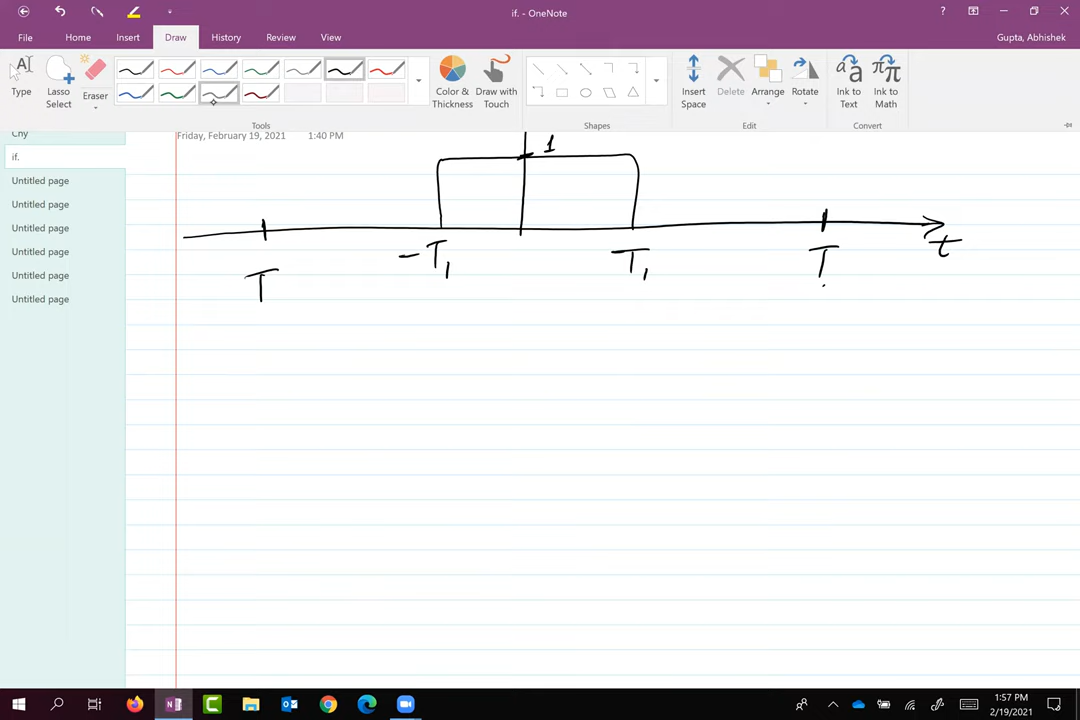 if. - OneNote
Gupta, Abhishek
File Home Insert Draw History Review View
Type
Lasso Select
Eraser
Color & Thickness
Draw with Touch
Insert Space
Delete
Arrange
Rotate
Ink to Text
Ink to Math
Tools
Shapes
Edit
Convert
Chy
if.
Untitled page
Untitled page
Untitled page
Untitled page
Untitled page
Untitled page
Friday, February 19, 2021 1:40 PM
1
-T₁ T₁ T t
T
1:57 PM
2/19/2021